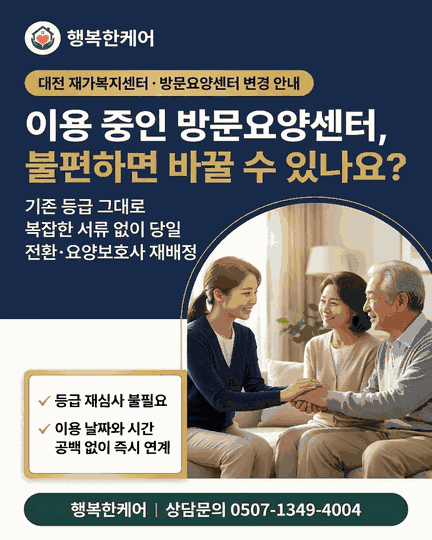 행복한케어
대전 재가복지센터 · 방문요양센터 변경 안내
이용 중인 방문요양센터,
불편하면 바꿀 수 있나요?
기존 등급 그대로
복잡한 서류 없이 당일
전환·요양보호사 재배정
등급 재심사 불필요
이용 날짜와 시간
공백 없이 즉시 연계
행복한케어 | 상담문의 0507-1349-4004